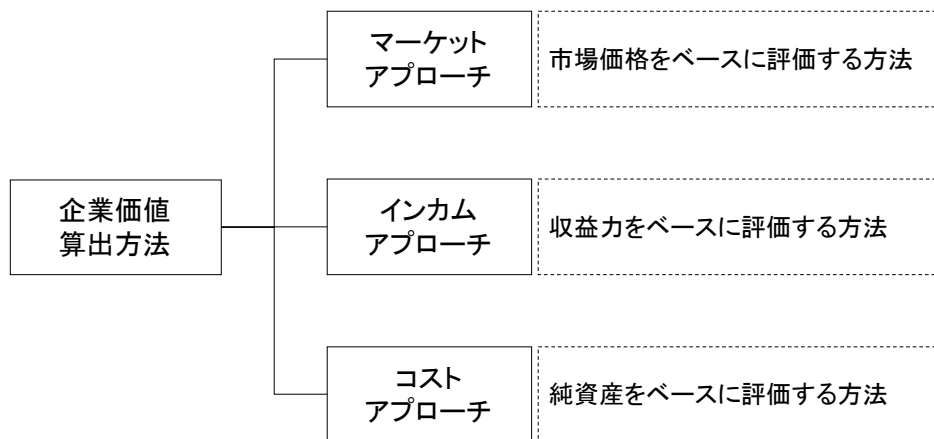 マーケット
アプローチ
市場価格をベースに評価する方法
企業価値
算出方法
インカム
アプローチ
収益力をベースに評価する方法
コスト
アプローチ
純資産をベースに評価する方法